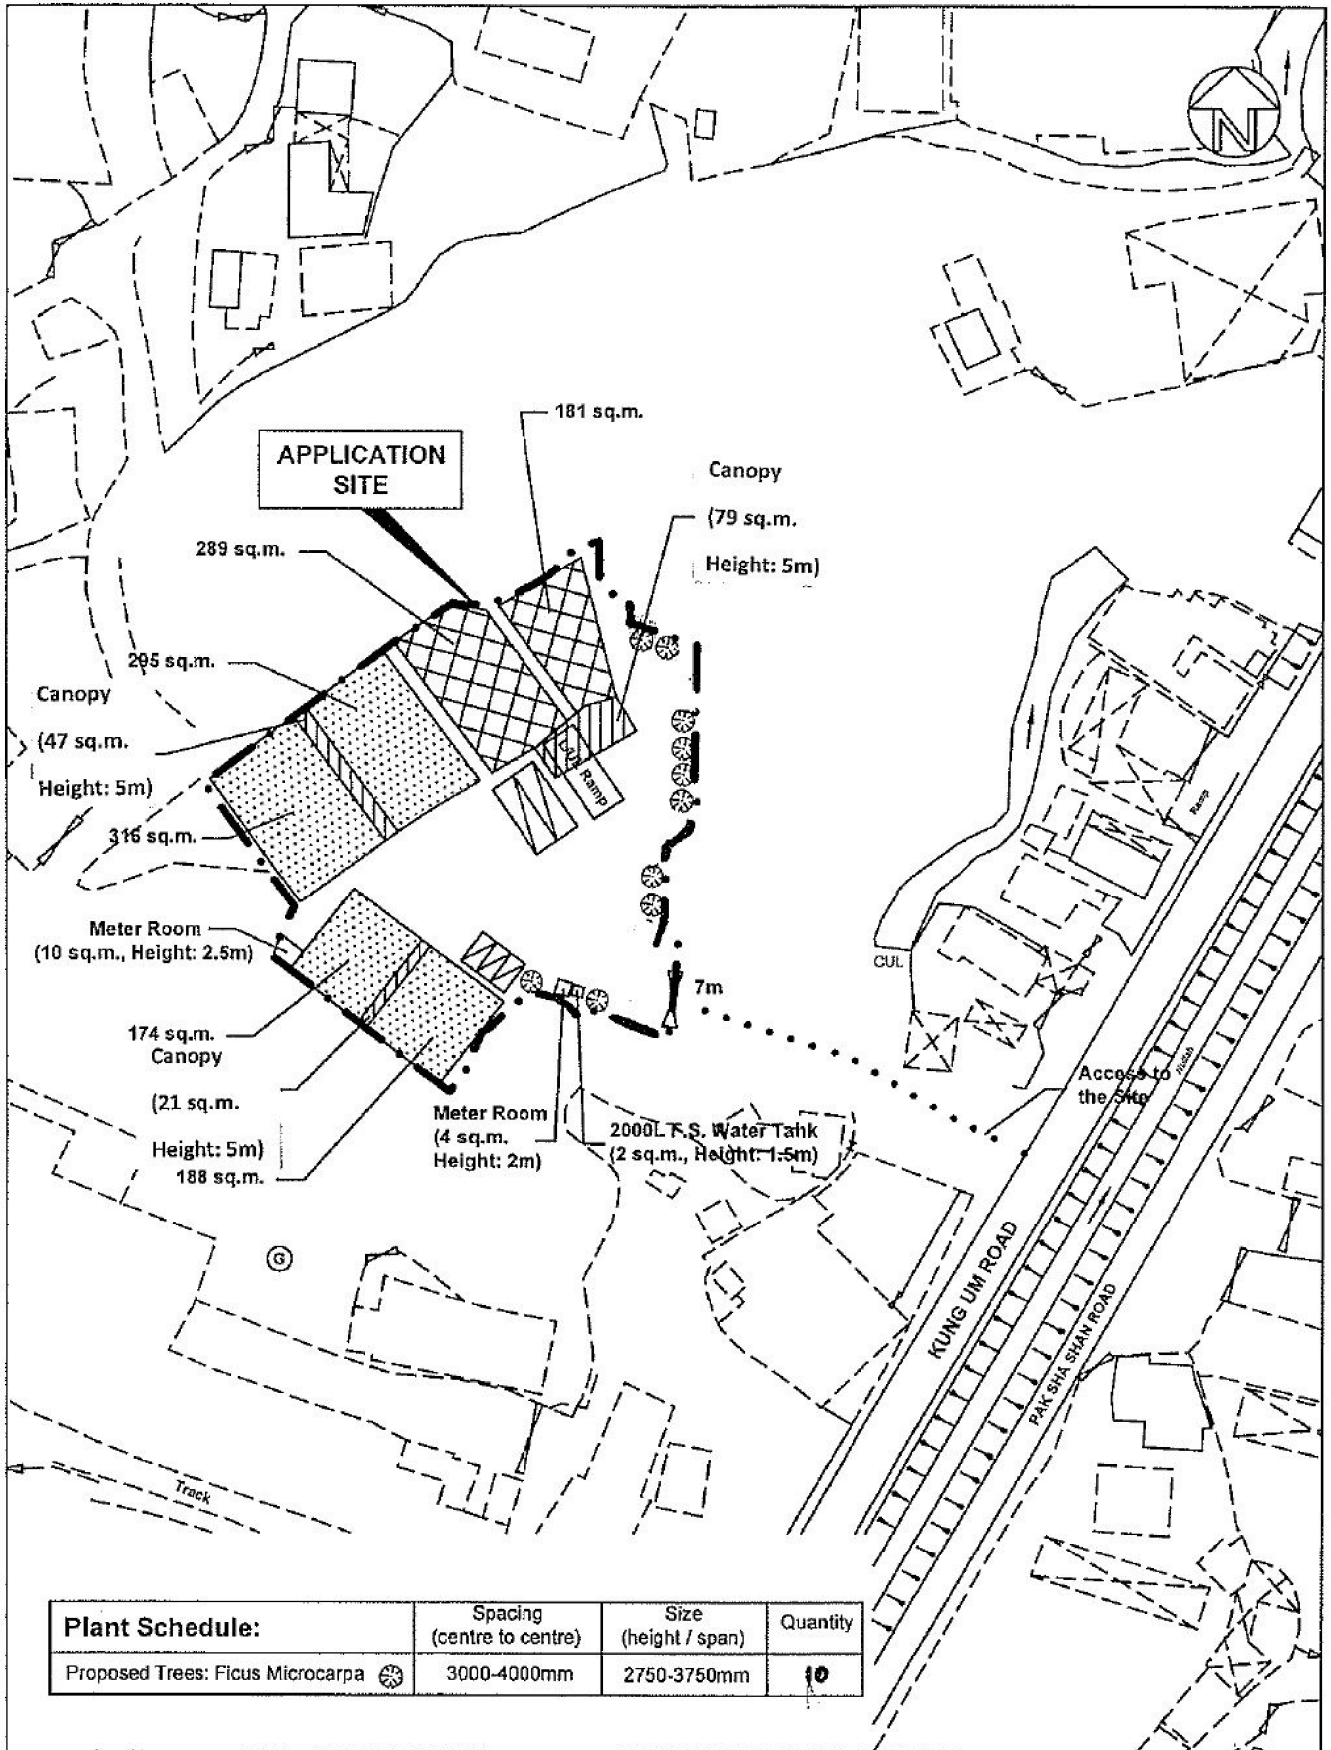 N
181 sq.m.
APPLICATION
SITE
Canopy
(79 sq.m.
Height: 5m)
289 sq.m.
295 sq.m.
Canopy
(47 sq.m.
Height: 5m)
316 sq.m.
Ramp
Ramp
Meter Room
(10 sq.m., Height: 2.5m)
CUL
7m
174 sq.m.
Canopy
(21 sq.m.
Height: 5m)
188 sq.m.
Meter Room
(4 sq.m.
Height: 2m)
2000L F.S. Water Tank
(2 sq.m., Height: 1.5m)
Access to
the Site
Nullah
G
KUNG UM ROAD
PAK SHA SHAN ROAD
Track
Plant Schedule:
Spacing
(centre to centre)
Size
(height / span)
Quantity
Proposed Trees: Ficus Microcarpa
3000-4000mm
2750-3750mm
10